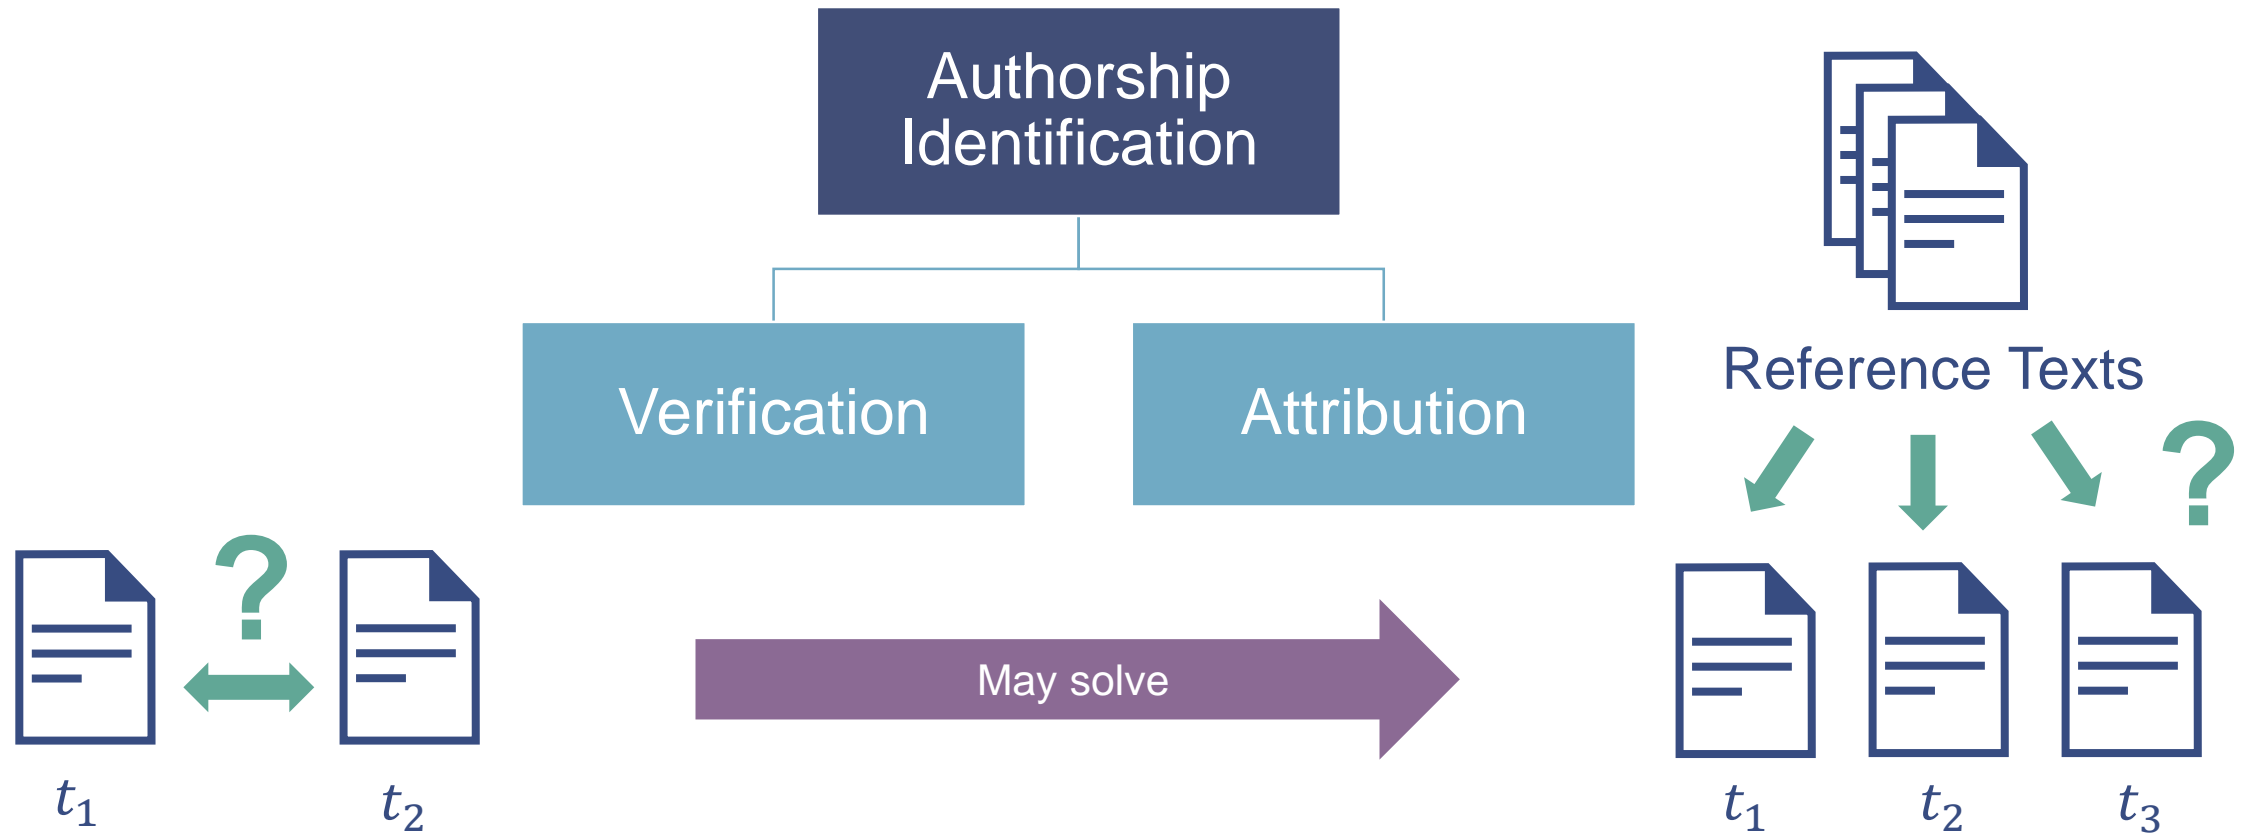 Authorship
Identification
Verification
Attribution
Reference Texts
?
?
May solve
t₁
t₂
t₁
t₂
t₃